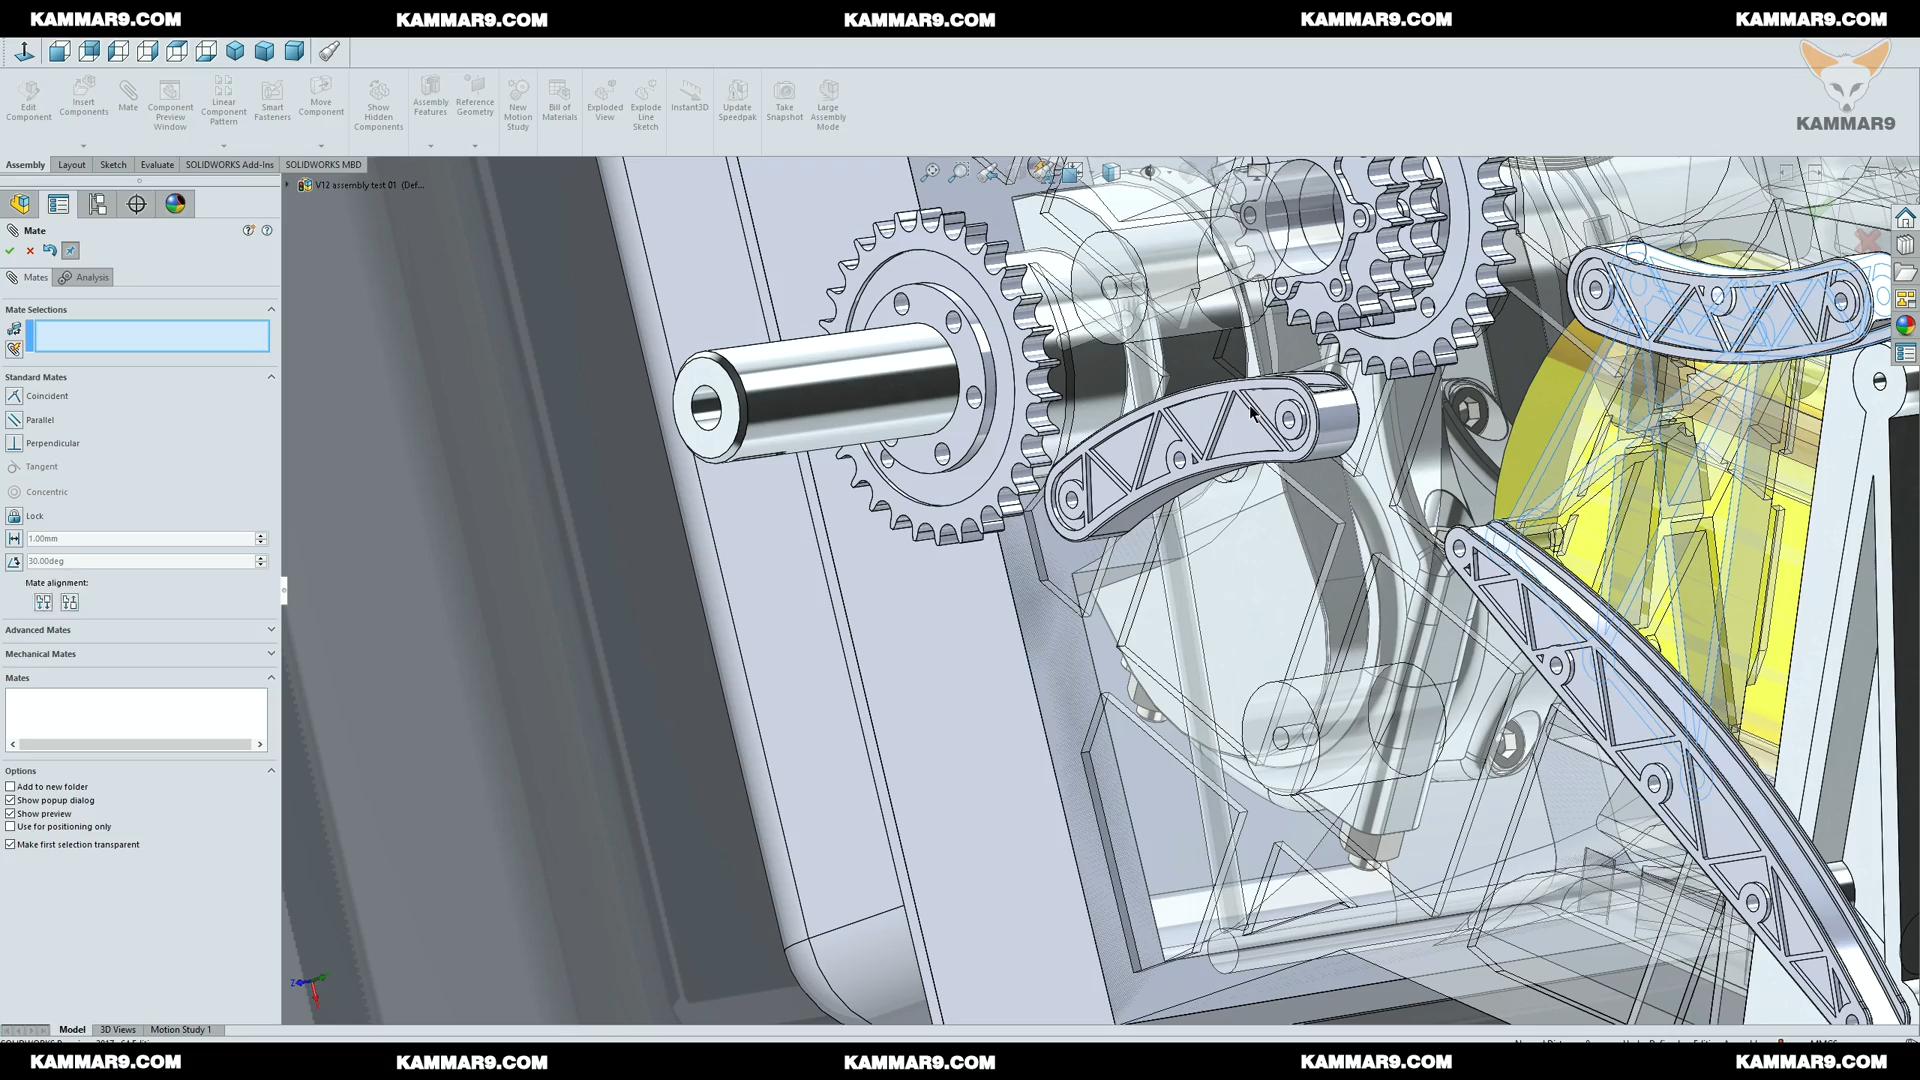 KAMMAR9.COM KAMMAR9.COM KAMMAR9.COM KAMMAR9.COM KAMMAR9.COM
KAMMAR9
Edit Component
Insert Components
Mate
Component Preview Window
Linear Component Pattern
Smart Fasteners
Move Component
Show Hidden Components
Assembly Features
Reference Geometry
New Motion Study
Bill of Materials
Exploded View
Explode Line Sketch
Instant3D
Update Speedpak
Take Snapshot
Large Assembly Mode
Assembly Layout Sketch Evaluate SOLIDWORKS Add-Ins SOLIDWORKS MBD
V12 assembly test 01 (Def...
Mate
Mates Analysis
Mate Selections
Standard Mates
Coincident
Parallel
Perpendicular
Tangent
Concentric
Lock
1.00mm
30.00deg
Mate alignment:
Advanced Mates
Mechanical Mates
Mates
Options
Add to new folder
Show popup dialog
Show preview
Use for positioning only
Make first selection transparent
Z
Model 3D Views Motion Study 1
KAMMAR9.COM KAMMAR9.COM KAMMAR9.COM KAMMAR9.COM KAMMAR9.COM